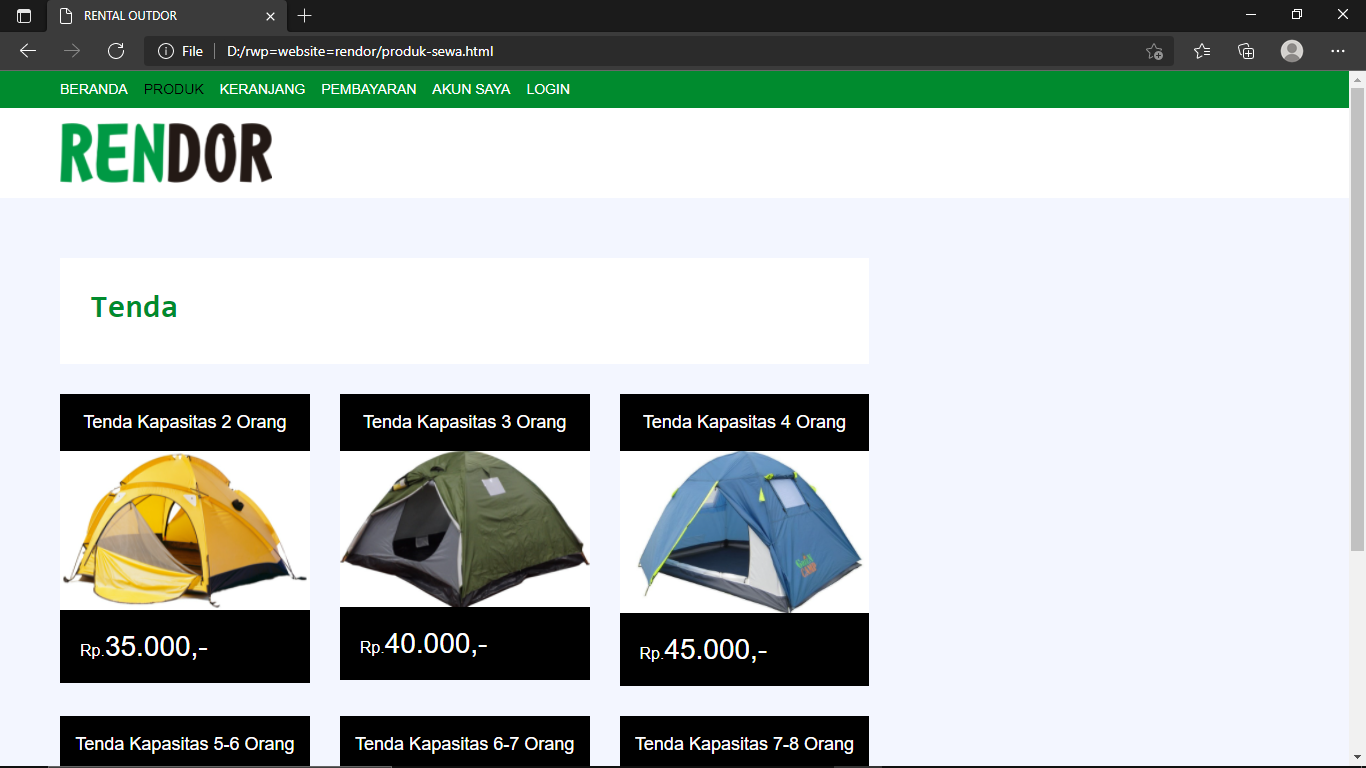 RENTAL OUTDOR
File D:/rwp=website=rendor/produk-sewa.html
BERANDA PRODUK KERANJANG PEMBAYARAN AKUN SAYA LOGIN
RENDOR
Tenda
Tenda Kapasitas 2 Orang
Tenda Kapasitas 3 Orang
Tenda Kapasitas 4 Orang
Rp.35.000,-
Rp.40.000,-
Rp.45.000,-
Tenda Kapasitas 5-6 Orang
Tenda Kapasitas 6-7 Orang
Tenda Kapasitas 7-8 Orang